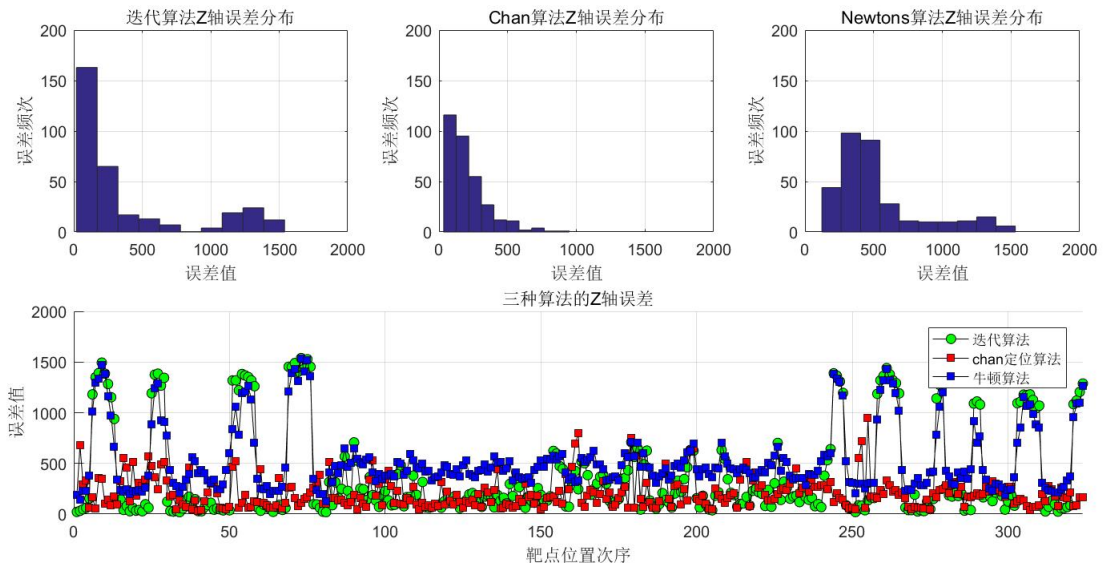 迭代算法Z轴误差分布
Chan算法Z轴误差分布
Newtons算法Z轴误差分布
200
150
100
50
0
误差频次
0 500 1000 1500 2000
误差值
200
150
100
50
0
误差频次
0 500 1000 1500 2000
误差值
200
150
100
50
0
误差频次
0 500 1000 1500 2000
误差值
三种算法的Z轴误差
2000
1500
1000
500
0
误差值
迭代算法
chan定位算法
牛顿算法
0 50 100 150 200 250 300
靶点位置次序